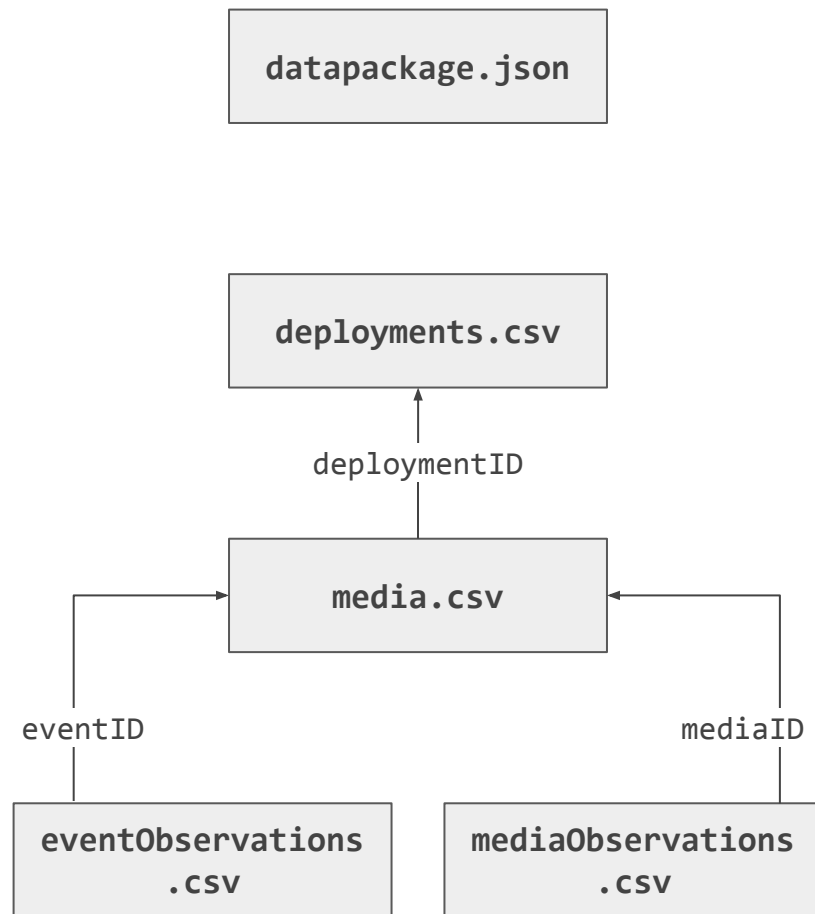 datapackage.json
deployments.csv
deploymentID
media.csv
eventID
mediaID
eventObservations
.csv
mediaObservations
.csv